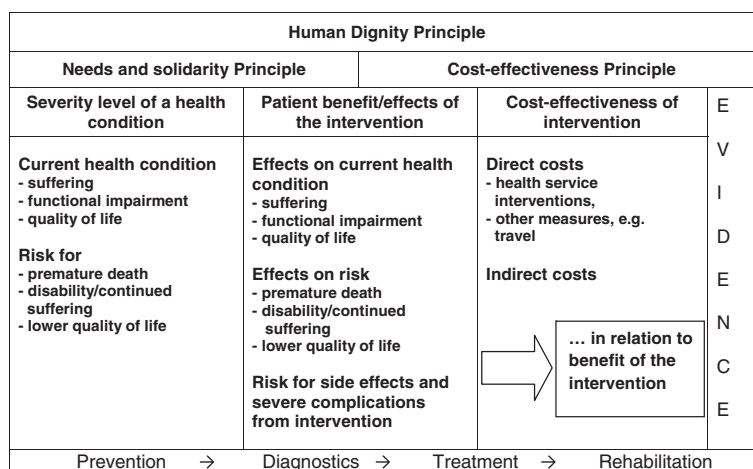 Human Dignity Principle
Needs and solidarity Principle
Cost-effectiveness Principle
Severity level of a health
condition
Patient benefit/effects of
the intervention
Cost-effectiveness of
intervention
Current health condition
- suffering
- functional impairment
- quality of life
Risk for
- premature death
- disability/continued
suffering
- lower quality of life
Effects on current health
condition
- suffering
- functional impairment
- quality of life
Effects on risk
- premature death
- disability/continued
suffering
- lower quality of life
Risk for side effects and
severe complications
from intervention
Direct costs
- health service
interventions,
- other measures, e.g.
travel
Indirect costs
... in relation to
benefit of the
intervention
E
V
I
D
E
N
C
E
Prevention → Diagnostics → Treatment → Rehabilitation